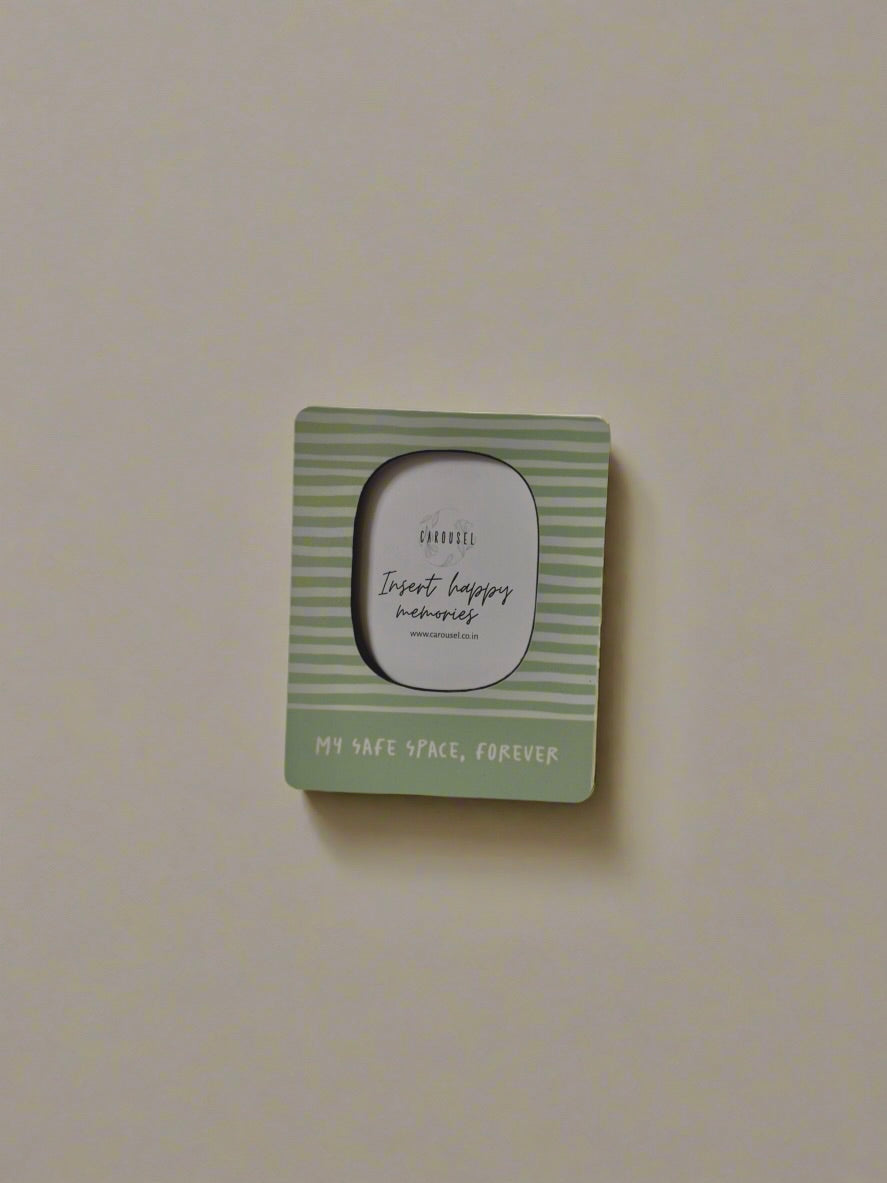 CAROUSEL
Insert happy
memories
www.carousel.co.in
MY SAFE SPACE, FOREVER